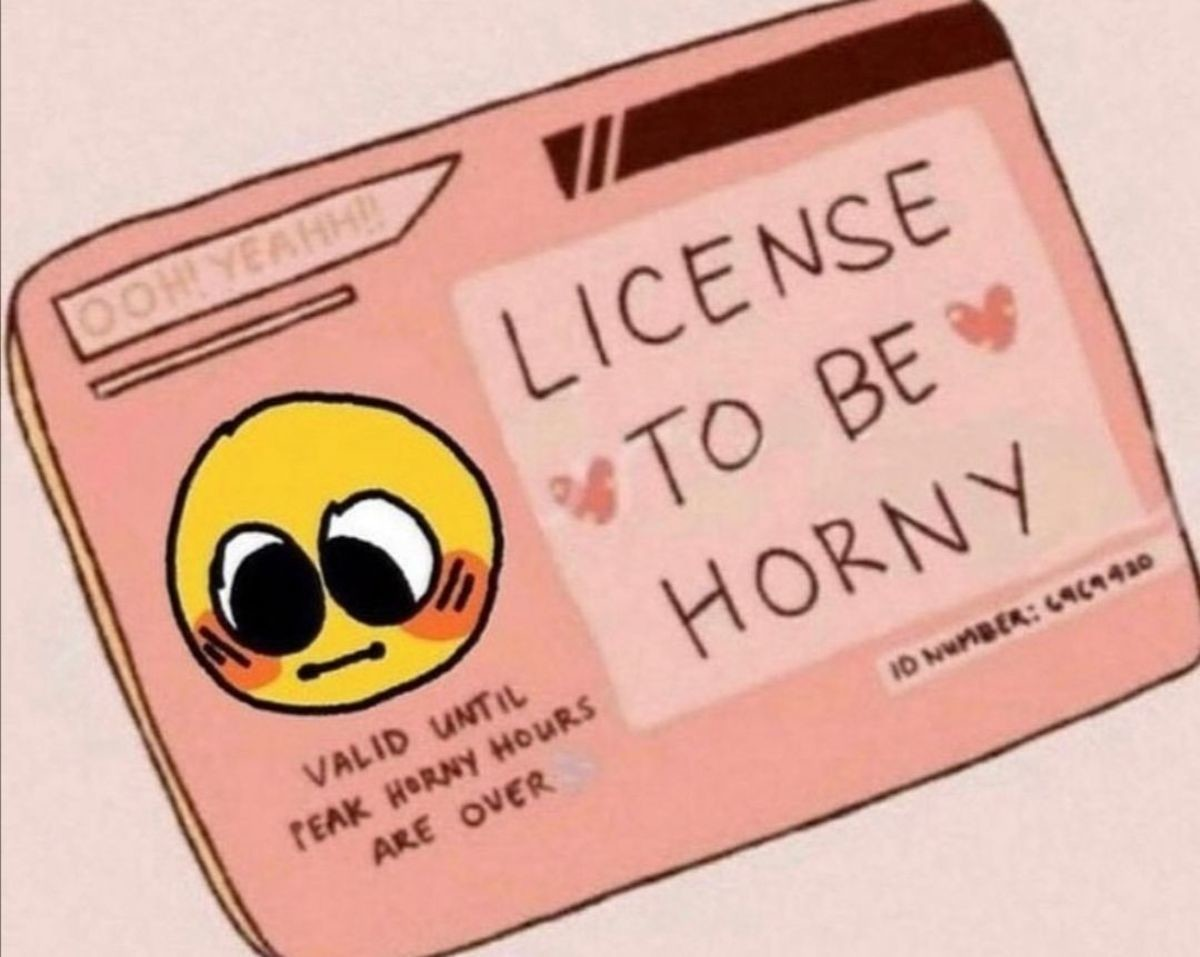 OOH! YEAHH!!
LICENSE
TO BE
HORNY
ID NUMBER: 6969420
VALID UNTIL
PEAK HORNY HOURS
ARE OVER